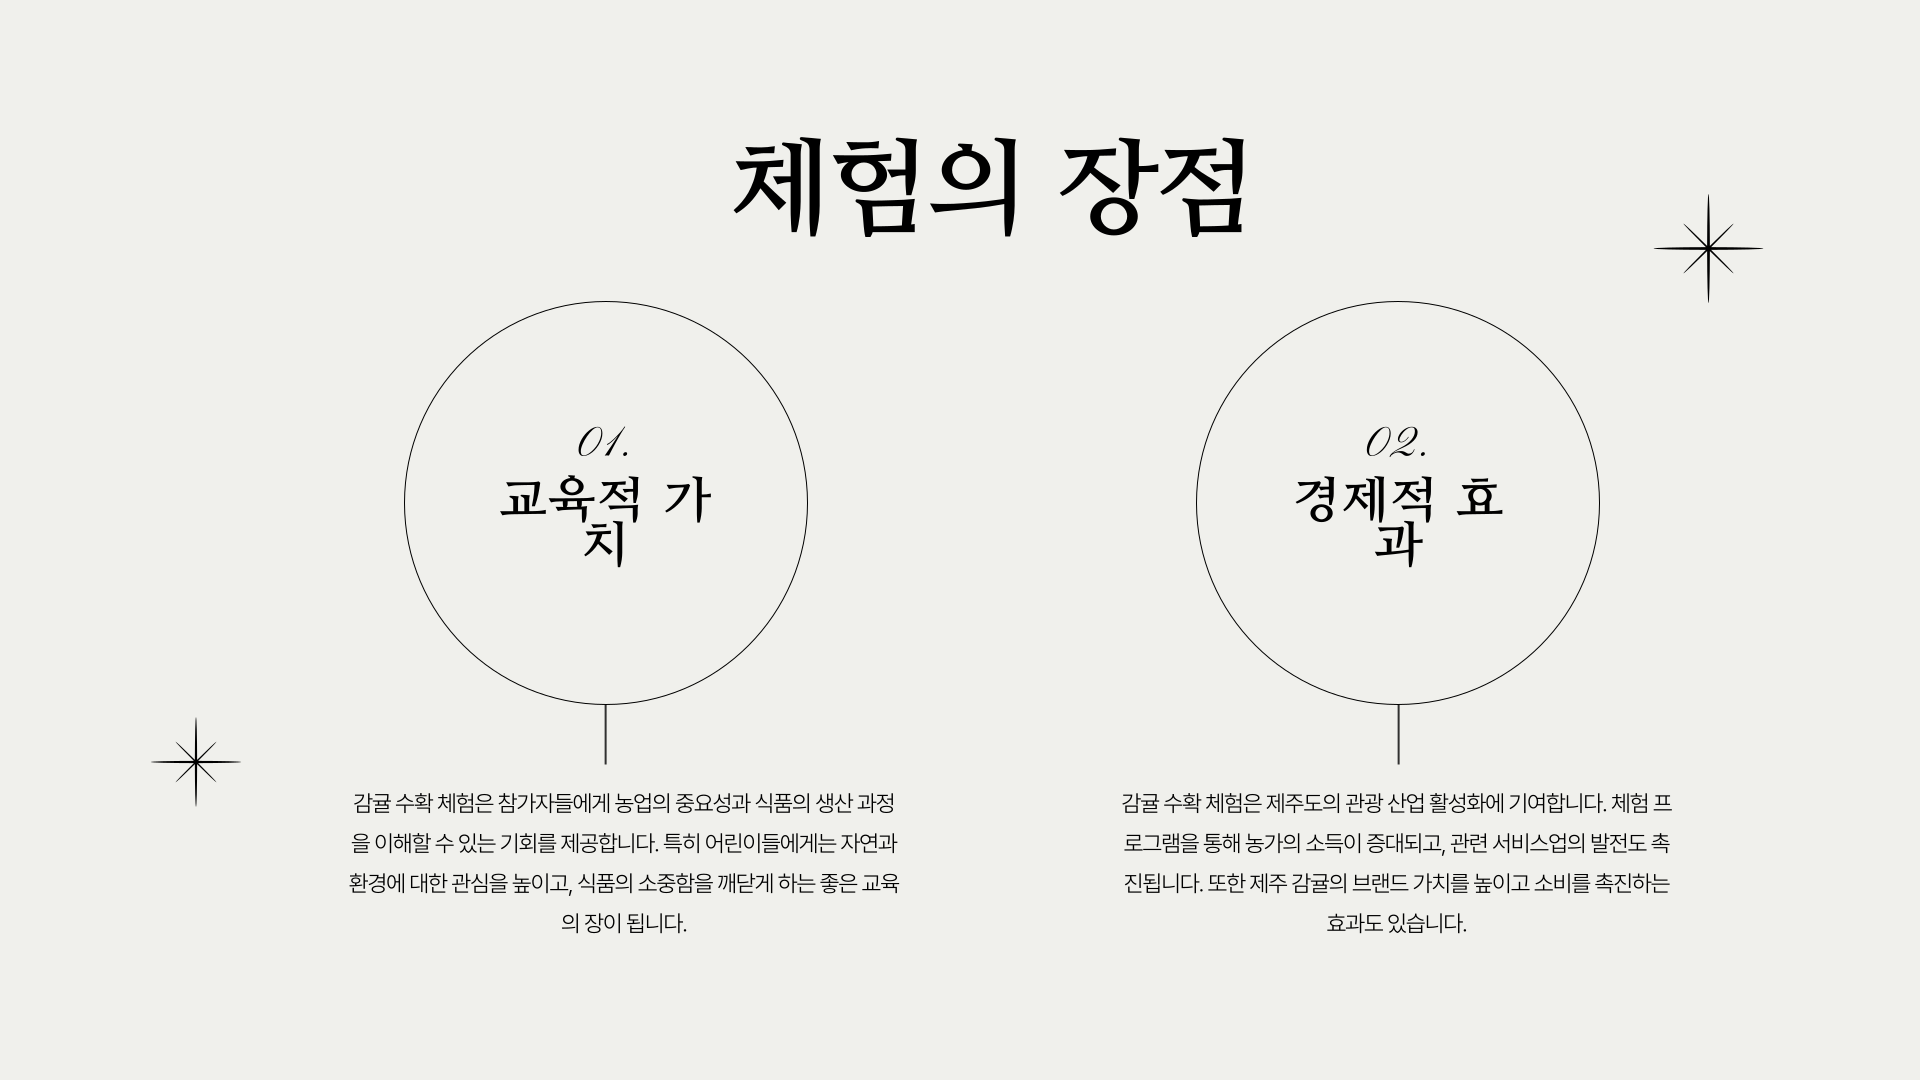 체험의 장점
01.
교육적 가
치
감귤 수확 체험은 참가자들에게 농업의 중요성과 식품의 생산 과정
을 이해할 수 있는 기회를 제공합니다. 특히 어린이들에게는 자연과
환경에 대한 관심을 높이고, 식품의 소중함을 깨닫게 하는 좋은 교육
의 장이 됩니다.
02.
경제적 효
과
감귤 수확 체험은 제주도의 관광 산업 활성화에 기여합니다. 체험 프
로그램을 통해 농가의 소득이 증대되고, 관련 서비스업의 발전도 촉
진됩니다. 또한 제주 감귤의 브랜드 가치를 높이고 소비를 촉진하는
효과도 있습니다.